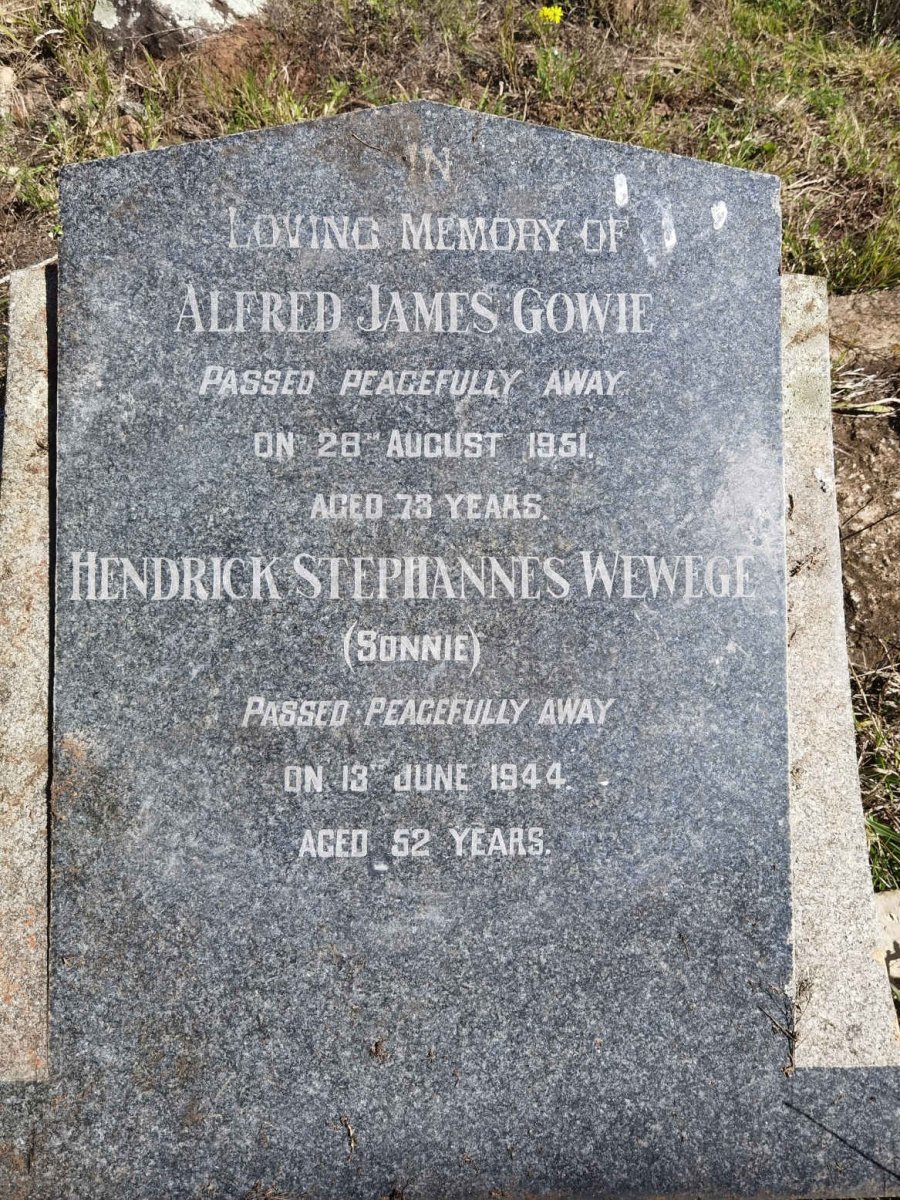 IN
LOVING MEMORY OF
ALFRED JAMES GOWIE
PASSED PEACEFULLY AWAY
ON 28TH AUGUST 1951.
AGED 73 YEARS.
HENDRICK STEPHANNES WEWEGE
(SONNIE)
PASSED PEACEFULLY AWAY
ON 13TH JUNE 1944.
AGED 52 YEARS.